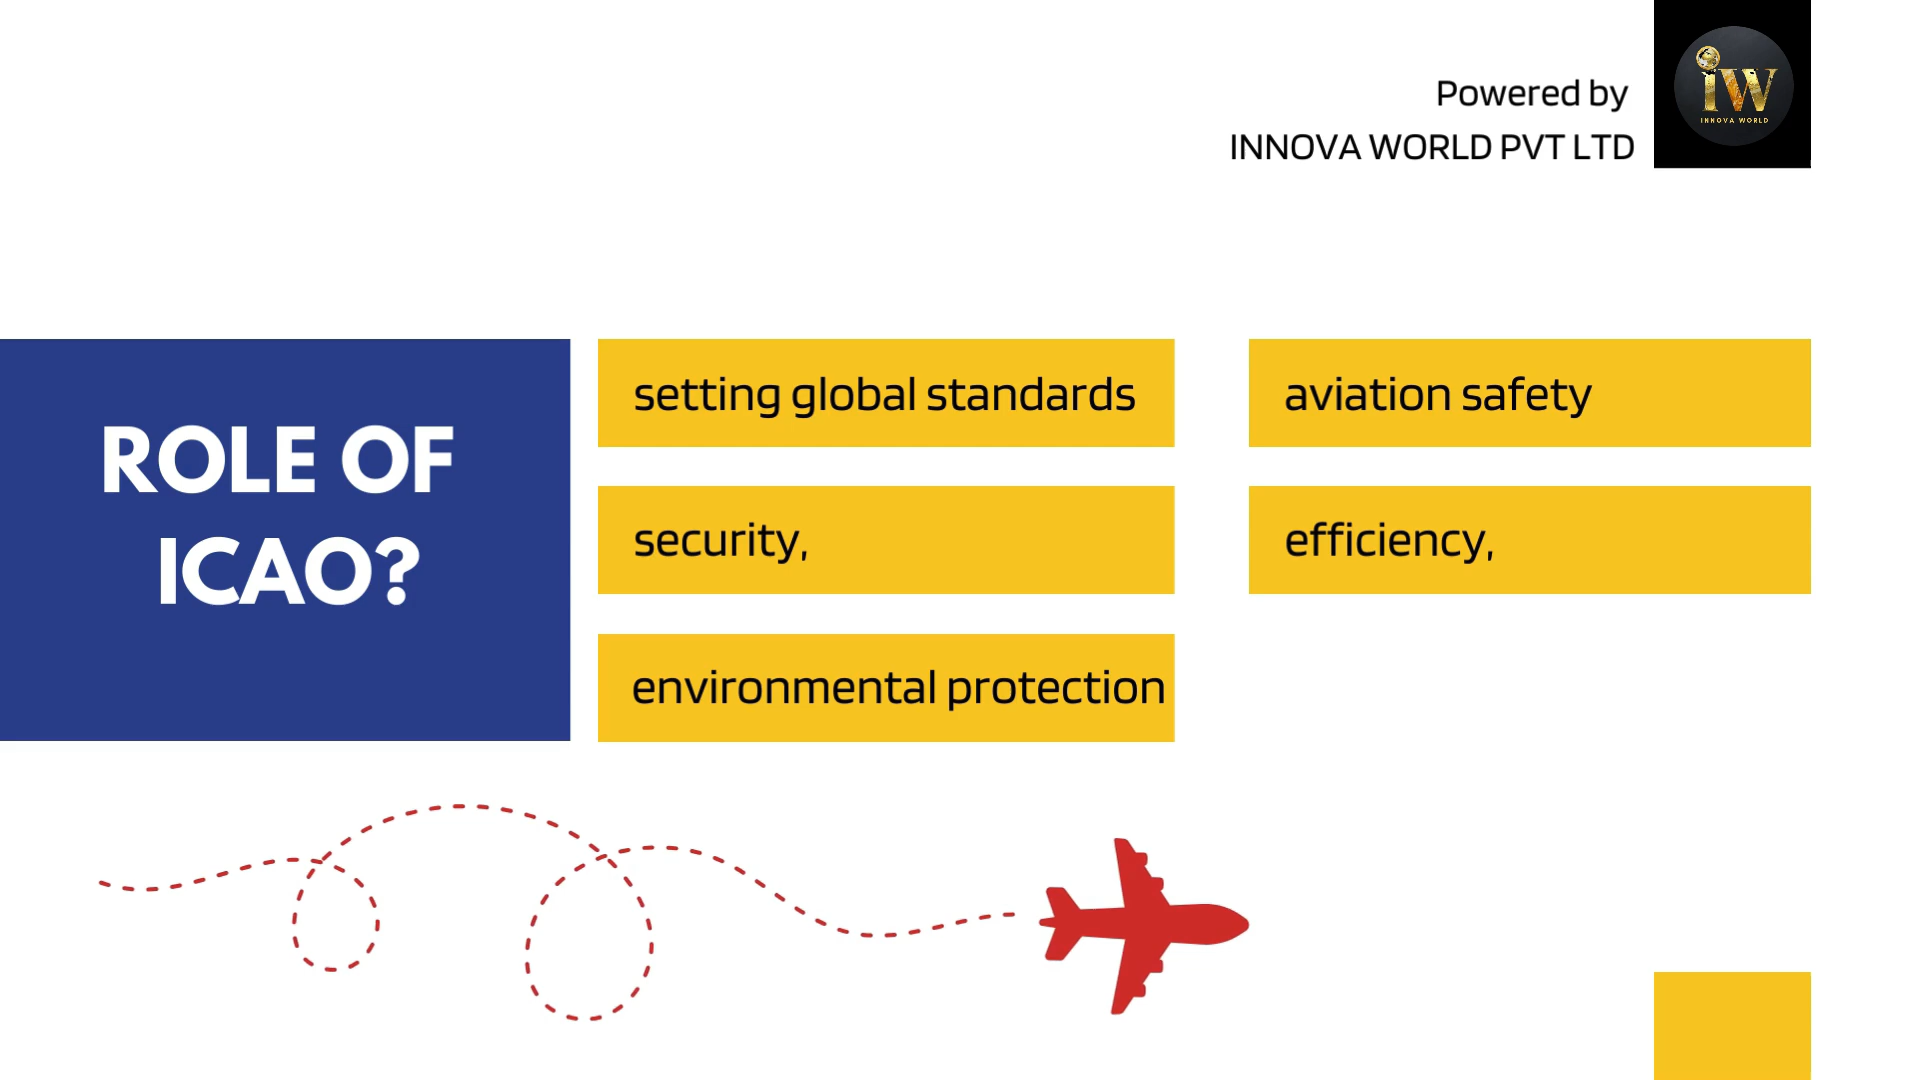 Powered by
INNOVA WORLD PVT LTD
iW
INNOVA WORLD
ROLE OF
ICAO?
setting global standards
aviation safety
security,
efficiency,
environmental protection